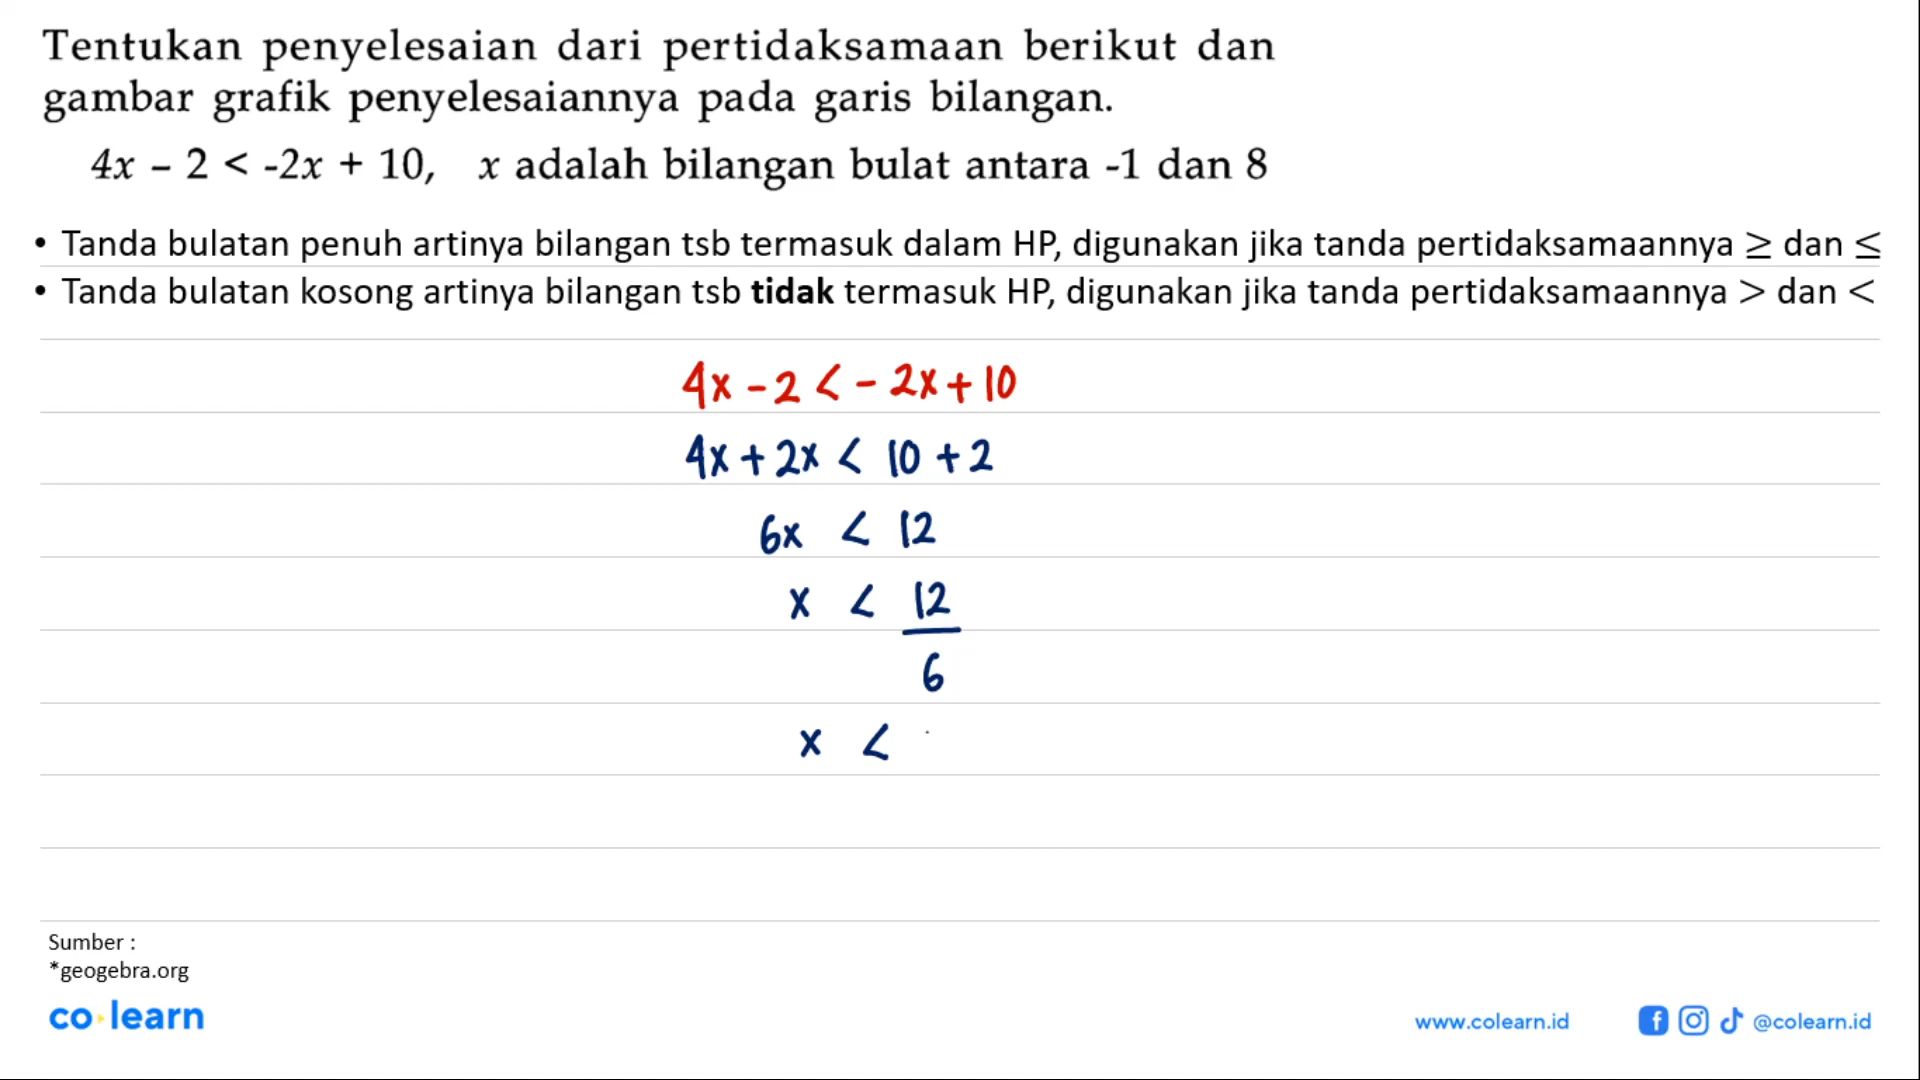 Tentukan penyelesaian dari pertidaksamaan berikut dan
gambar grafik penyelesaiannya pada garis bilangan.
4x – 2 < -2x + 10, x adalah bilangan bulat antara -1 dan 8
• Tanda bulatan penuh artinya bilangan tsb termasuk dalam HP, digunakan jika tanda pertidaksamaannya ≥ dan ≤
• Tanda bulatan kosong artinya bilangan tsb tidak termasuk HP, digunakan jika tanda pertidaksamaannya > dan <
4x - 2 < - 2x + 10
4x + 2x < 10 + 2
6x < 12
x < 12
6
x <
Sumber :
*geogebra.org
co learn
www.colearn.id @colearn.id